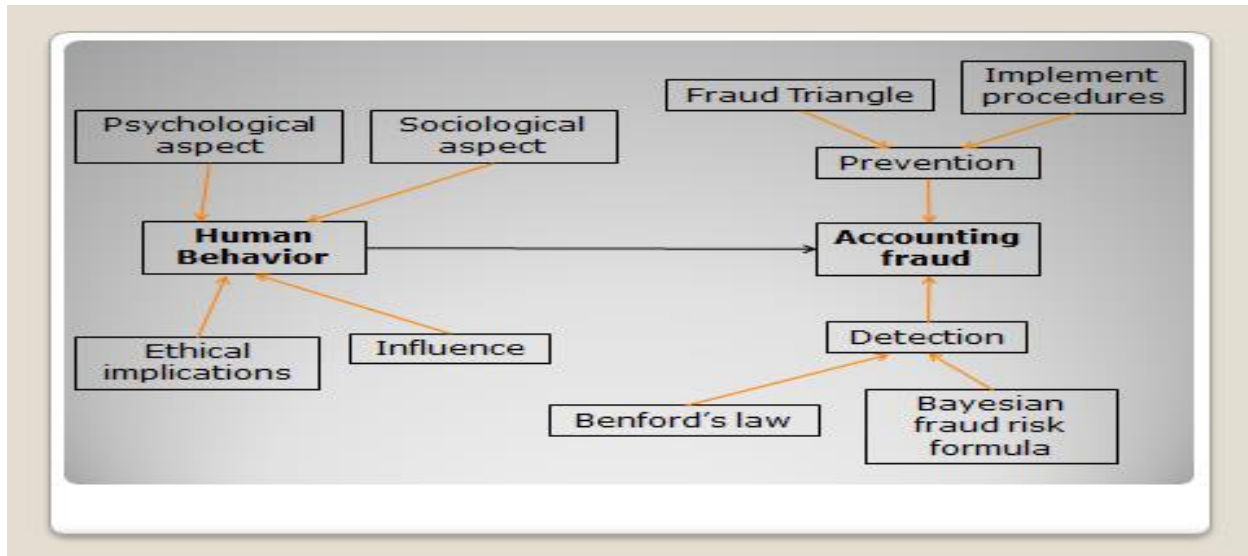 Psychological
aspect
Sociological
aspect
Fraud Triangle
Implement
procedures
Prevention
Human
Behavior
Accounting
fraud
Ethical
implications
Influence
Detection
Benford's law
Bayesian
fraud risk
formula